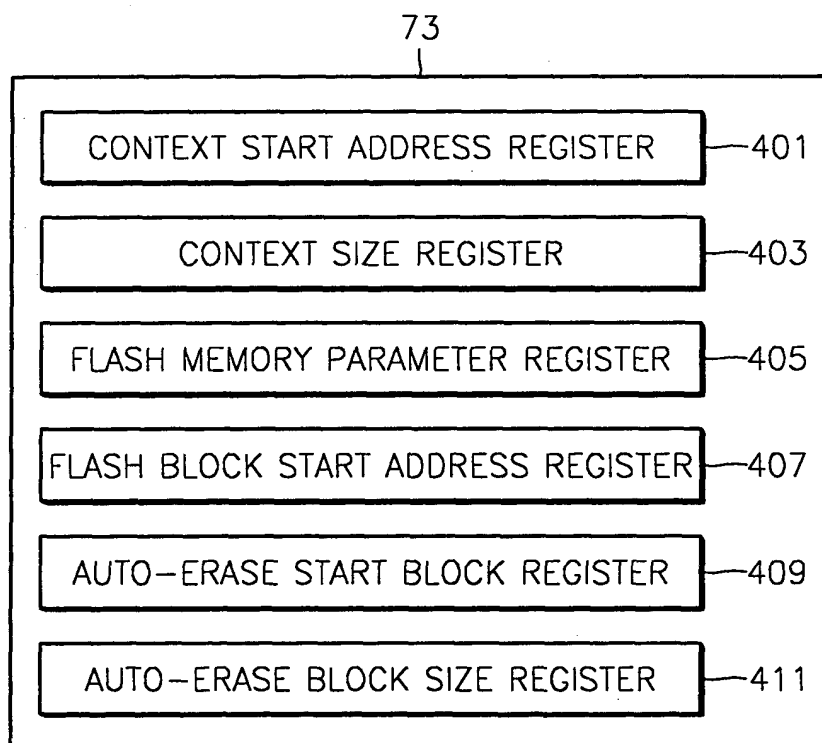 73
CONTEXT START ADDRESS REGISTER 401
CONTEXT SIZE REGISTER 403
FLASH MEMORY PARAMETER REGISTER 405
FLASH BLOCK START ADDRESS REGISTER 407
AUTO-ERASE START BLOCK REGISTER 409
AUTO-ERASE BLOCK SIZE REGISTER 411